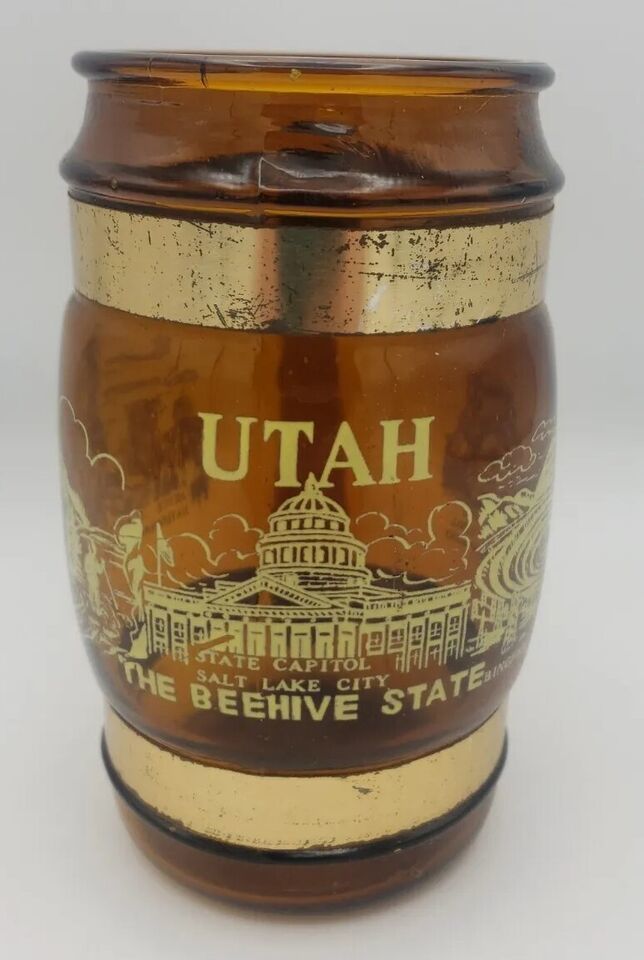 UTAH
STATE CAPITOL
SALT LAKE CITY
THE BEEHIVE STATE